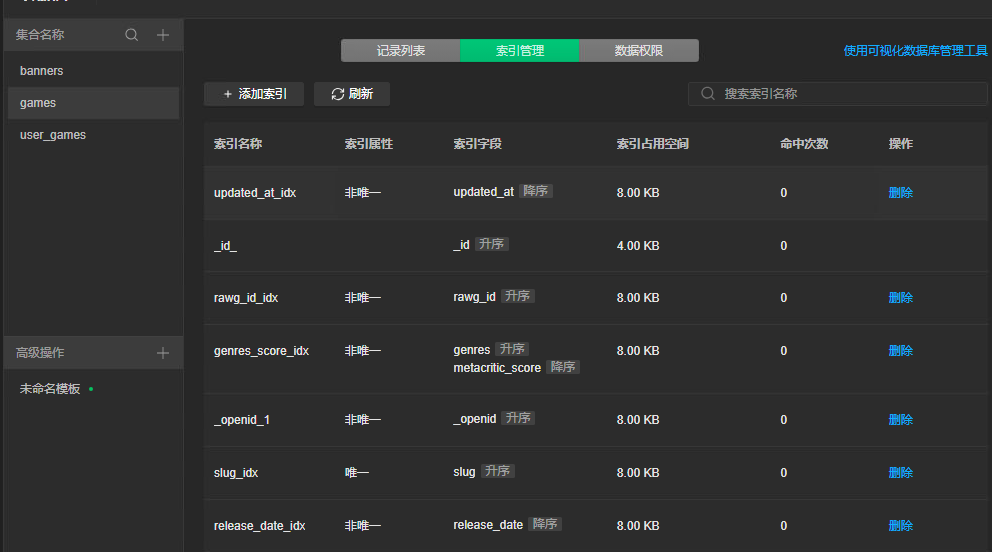 集合名称
banners
games
user_games
高级操作
未命名模板
记录列表 索引管理 数据权限
使用可视化数据库管理工具
+ 添加索引 刷新
搜索索引名称
索引名称 索引属性 索引字段 索引占用空间 命中次数 操作
updated_at_idx 非唯一 updated_at 降序 8.00 KB 0 删除
_id_ _id 升序 4.00 KB 0
rawg_id_idx 非唯一 rawg_id 升序 8.00 KB 0 删除
genres_score_idx 非唯一 genres 升序 8.00 KB 0 删除
metacritic_score 降序
_openid_1 非唯一 _openid 升序 8.00 KB 0 删除
slug_idx 唯一 slug 升序 8.00 KB 0 删除
release_date_idx 非唯一 release_date 降序 8.00 KB 0 删除